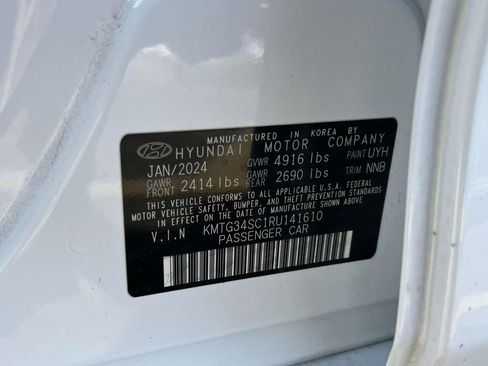 MANUFACTURED IN KOREA BY
HYUNDAI MOTOR COMPANY
JAN/2024 GVWR 4916 lbs PAINT UYH
GAWR FRONT 2414 lbs GAWR REAR 2690 lbs TRIM NNB
THIS VEHICLE CONFORMS TO ALL APPLICABLE U.S.A. FEDERAL
MOTOR VEHICLE SAFETY, BUMPER, AND THEFT PREVENTION
STANDARDS IN EFFECT ON THE DATE OF MANUFACTURE SHOWN ABOVE.
V.I.N KMTG34SC1RU141610
PASSENGER CAR